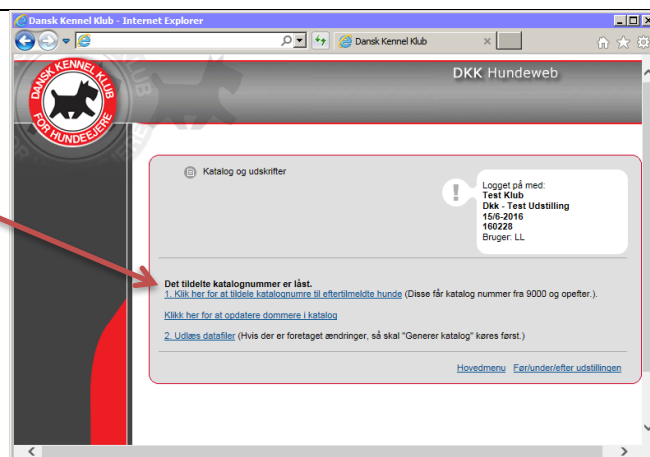 Dansk Kennel Klub - Internet Explorer
Dansk Kennel Klub
DANSK KENNEL KLUB
FOR HUNDEEJERE
DKK Hundeweb
Katalog og udskrifter
Logget på med:
Test Klub
Dkk - Test Udstilling
15/6-2016
160228
Bruger: LL
Det tildelte katalognummer er låst.
1. Klik her for at tildele katalognumre til eftertilmeldte hunde (Disse får katalog nummer fra 9000 og opefter.).
Klikk her for at opdatere dommere i katalog
2. Udlæs datafiler (Hvis der er foretaget ændringer, så skal "Generer katalog" køres først.)
Hovedmenu Før/under/efter udstillingen